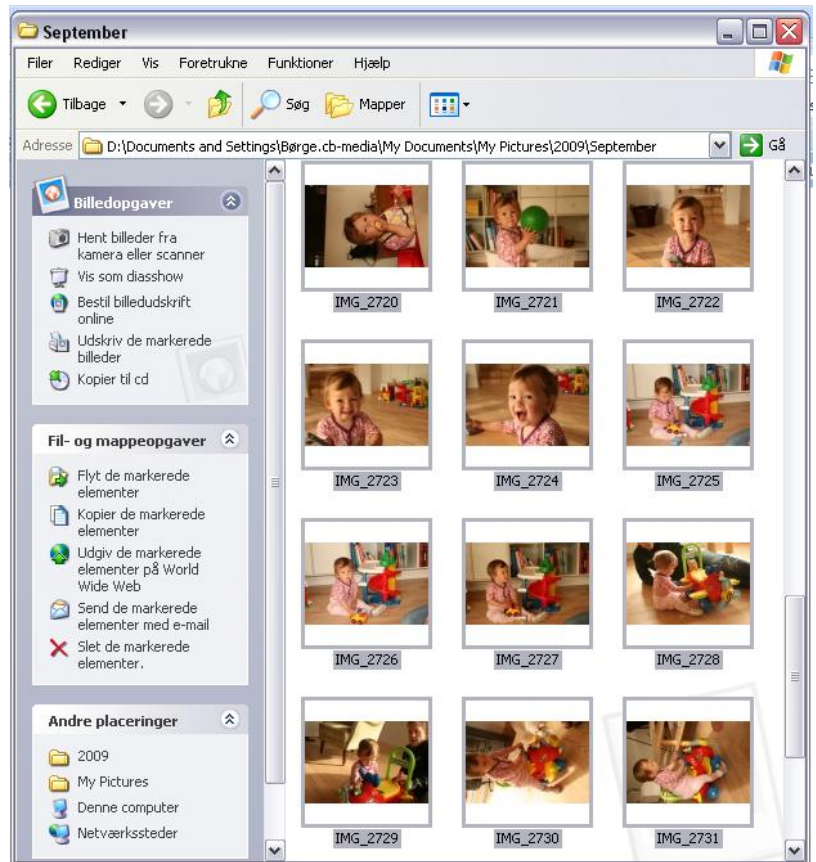 September
Filer Rediger Vis Foretrukne Funktioner Hjælp
Tilbage Søg Mapper
Adresse D:\Documents and Settings\Børge.cb-media\My Documents\My Pictures\2009\September Gå
Billedopgaver
Hent billeder fra
kamera eller scanner
Vis som diasshow
Bestil billedudskrift
online
Udskriv de markerede
billeder
Kopier til cd
Fil- og mappeopgaver
Flyt de markerede
elementer
Kopier de markerede
elementer
Udgiv de markerede
elementer på World
Wide Web
Send de markerede
elementer med e-mail
Slet de markerede
elementer.
Andre placeringer
2009
My Pictures
Denne computer
Netværkssteder
IMG_2720 IMG_2721 IMG_2722
IMG_2723 IMG_2724 IMG_2725
IMG_2726 IMG_2727 IMG_2728
IMG_2729 IMG_2730 IMG_2731